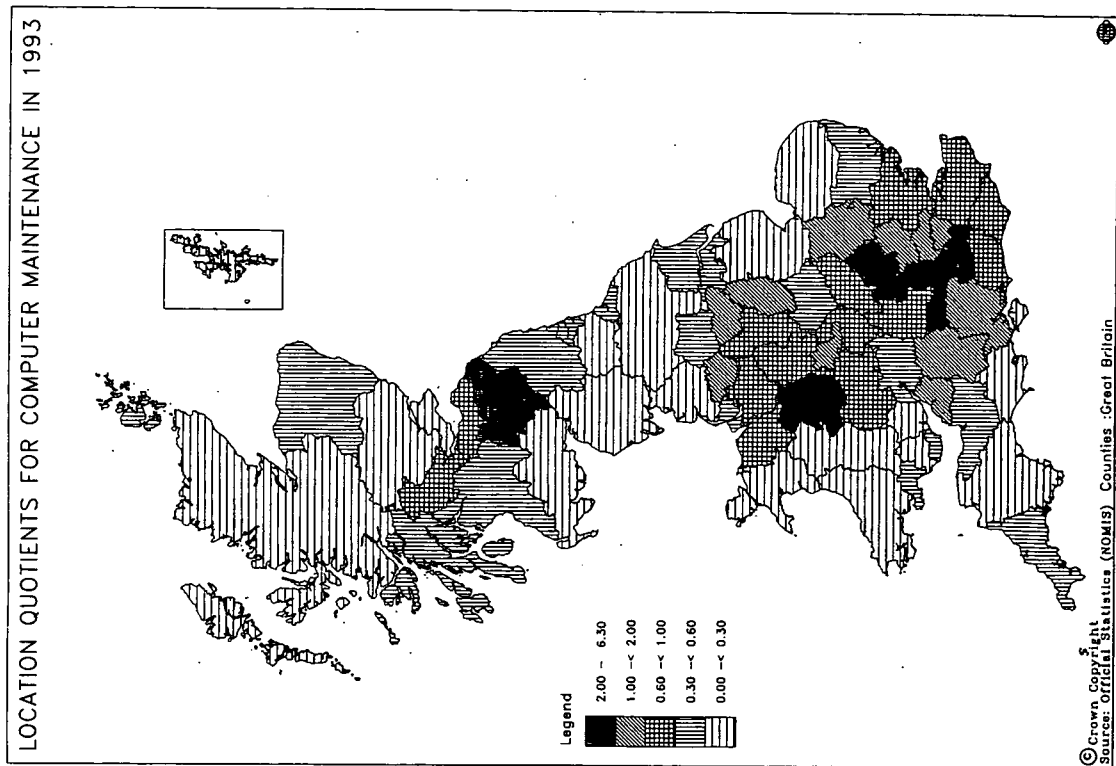 LOCATION QUOTIENTS FOR COMPUTER MAINTENANCE IN 1993
Legend
2.00 - 6.30
1.00 -< 2.00
0.60 -< 1.00
0.30 -< 0.60
0.00 -< 0.30
© Crown Copyright
S
Source: Official Statistics (NOMIS) Counties :Great Britain